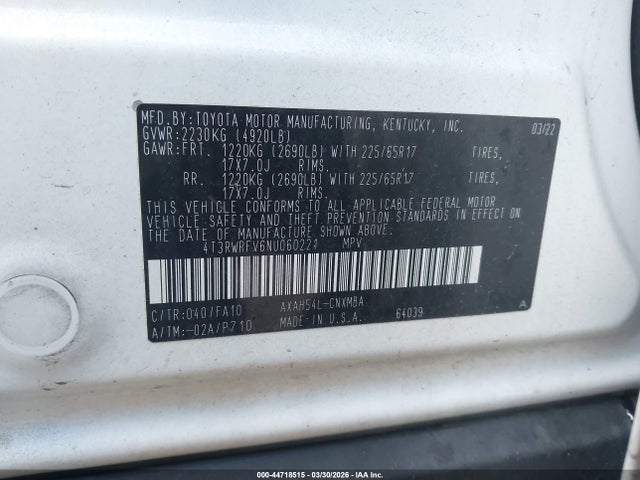 MFD.BY:TOYOTA MOTOR MANUFACTURING, KENTUCKY, INC. 03/22
GVWR:2230KG (4920LB)
GAWR:FRT. 1220KG (2690LB) WITH 225/65R17 TIRES,
17X7.0J RIMS.
RR. 1220KG (2690LB) WITH 225/65R17 TIRES,
17X7.0J RIMS.
THIS VEHICLE CONFORMS TO ALL APPLICABLE FEDERAL MOTOR
VEHICLE SAFETY AND THEFT PREVENTION STANDARDS IN EFFECT ON
THE DATE OF MANUFACTURE SHOWN ABOVE.
4T3RWRFV6NU060221 MPV
C/TR:040/FA10 AXAH54L-CNXMBA A
A/TM:-02A/P710 MADE IN U.S.A. 64039
000-44718515 - 03/30/2026 - IAA Inc.